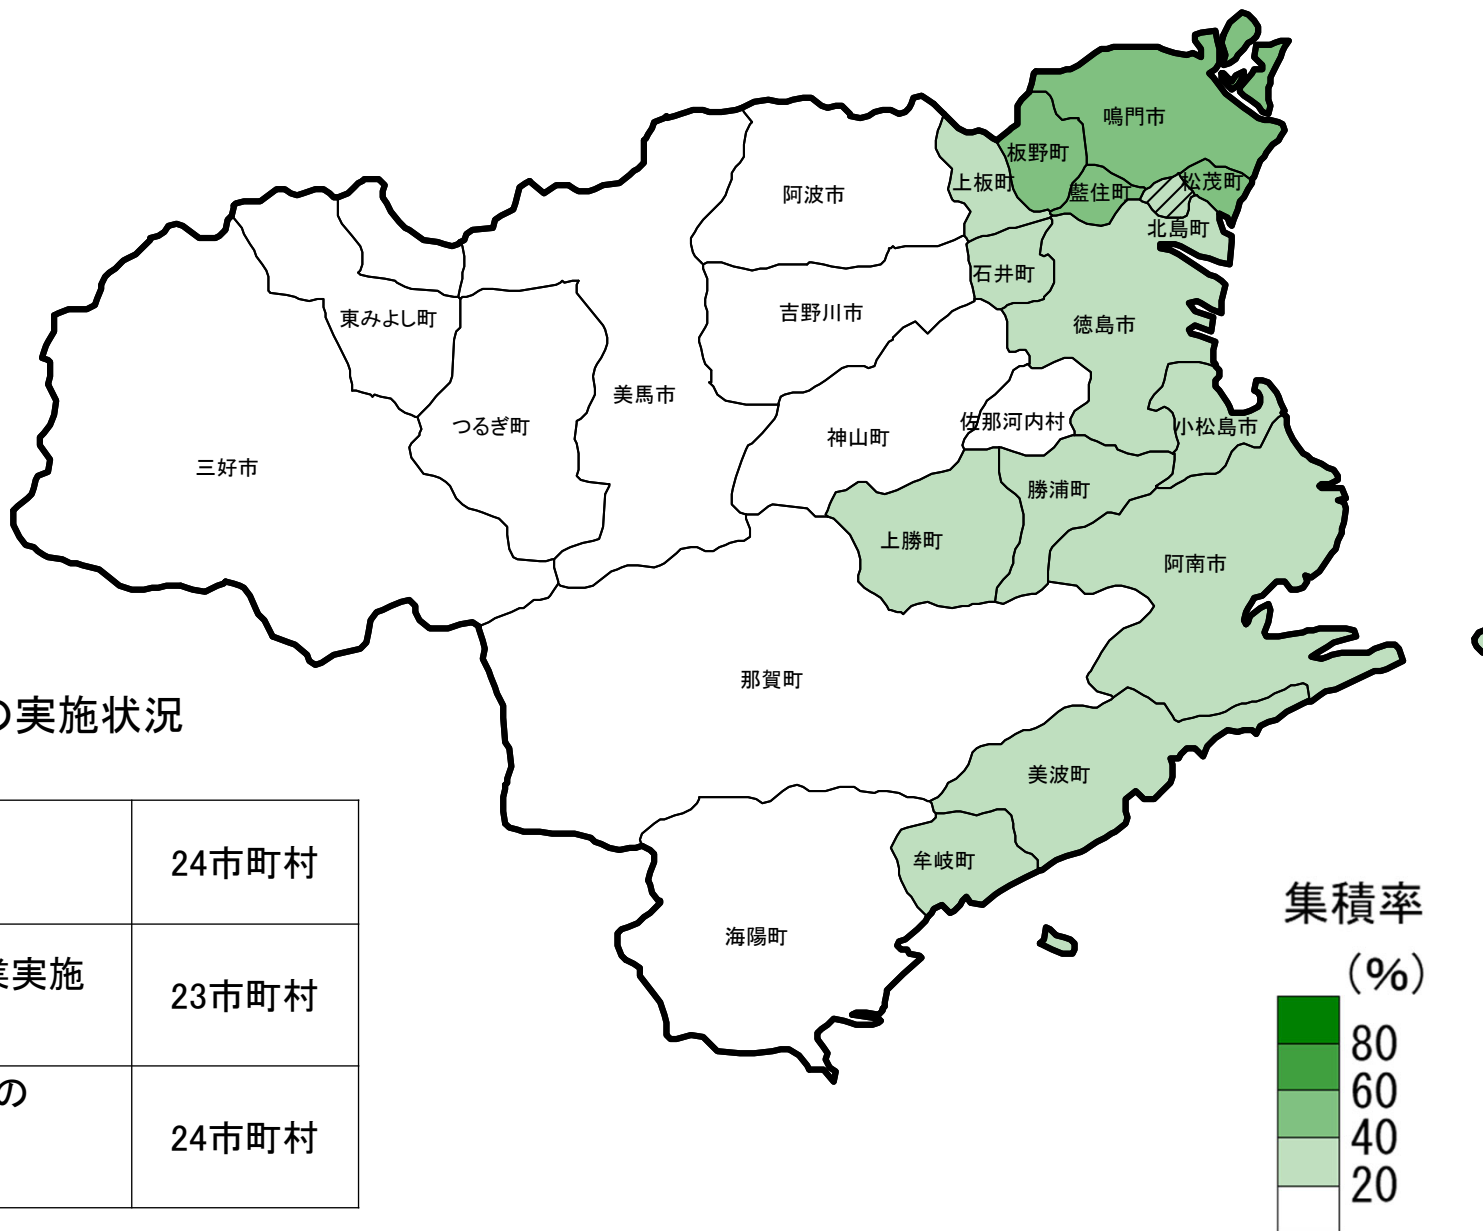 鳴門市
板野町
上板町
藍住町
松茂町
阿波市
北島町
石井町
吉野川市
東みよし町
徳島市
美馬市
つるぎ町
神山町
佐那河内村
小松島市
三好市
勝浦町
上勝町
阿南市
那賀町
の実施状況
美波町
牟岐町
海陽町
24市町村
業実施
23市町村
の
24市町村
集積率
(%)
80
60
40
20